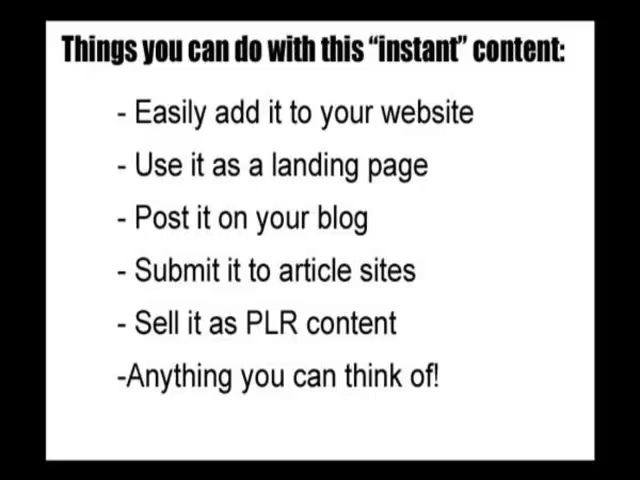 Things you can do with this “instant” content:
- Easily add it to your website
- Use it as a landing page
- Post it on your blog
- Submit it to article sites
- Sell it as PLR content
-Anything you can think of!